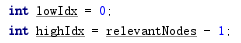 int lowIdx = 0;
int highIdx = relevantNodes - 1;